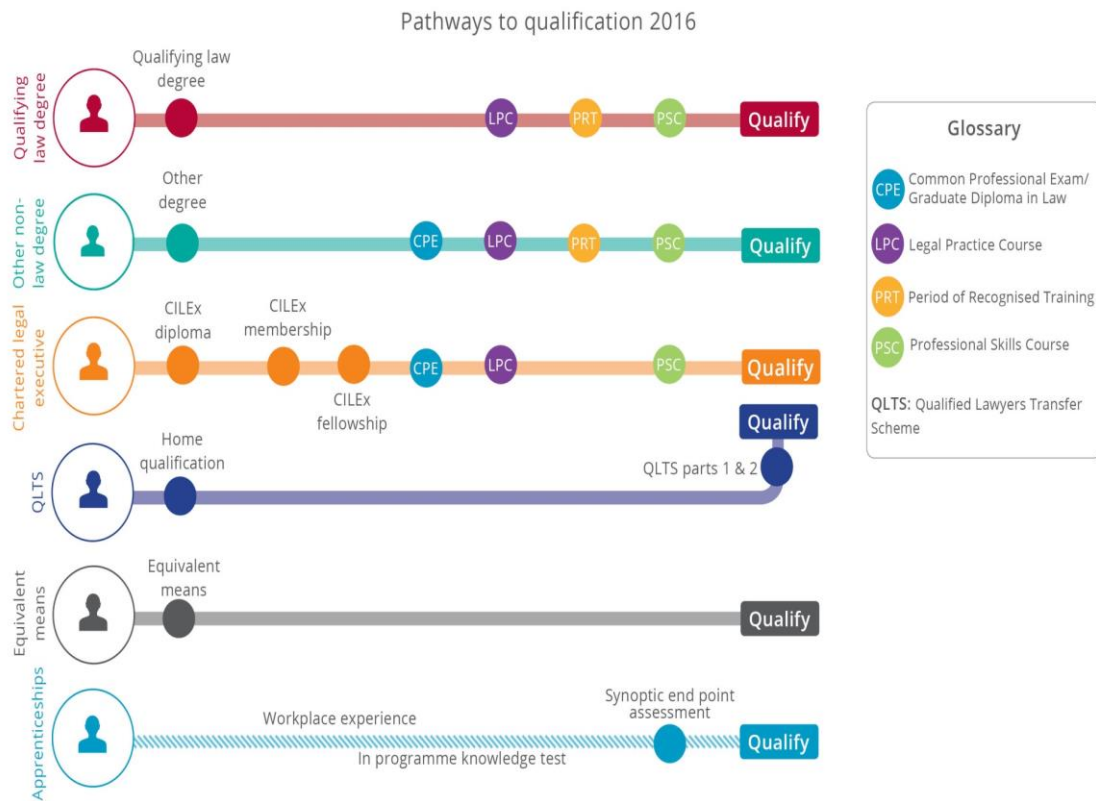 Pathways to qualification 2016
Qualifying
law degree
Qualifying law
degree
LPC
PRT
PSC
Qualify
Other non-
law degree
Other
degree
CPE
LPC
PRT
PSC
Qualify
Chartered legal
executive
CILEx
diploma
CILEx
membership
CILEx
fellowship
CPE
LPC
PSC
Qualify
QLTS
Home
qualification
QLTS parts 1 & 2
Qualify
Equivalent
means
Equivalent
means
Qualify
Apprenticeships
Workplace experience
In programme knowledge test
Synoptic end point
assessment
Qualify
Glossary
CPE
Common Professional Exam/
Graduate Diploma in Law
LPC
Legal Practice Course
PRT
Period of Recognised Training
PSC
Professional Skills Course
QLTS: Qualified Lawyers Transfer
Scheme